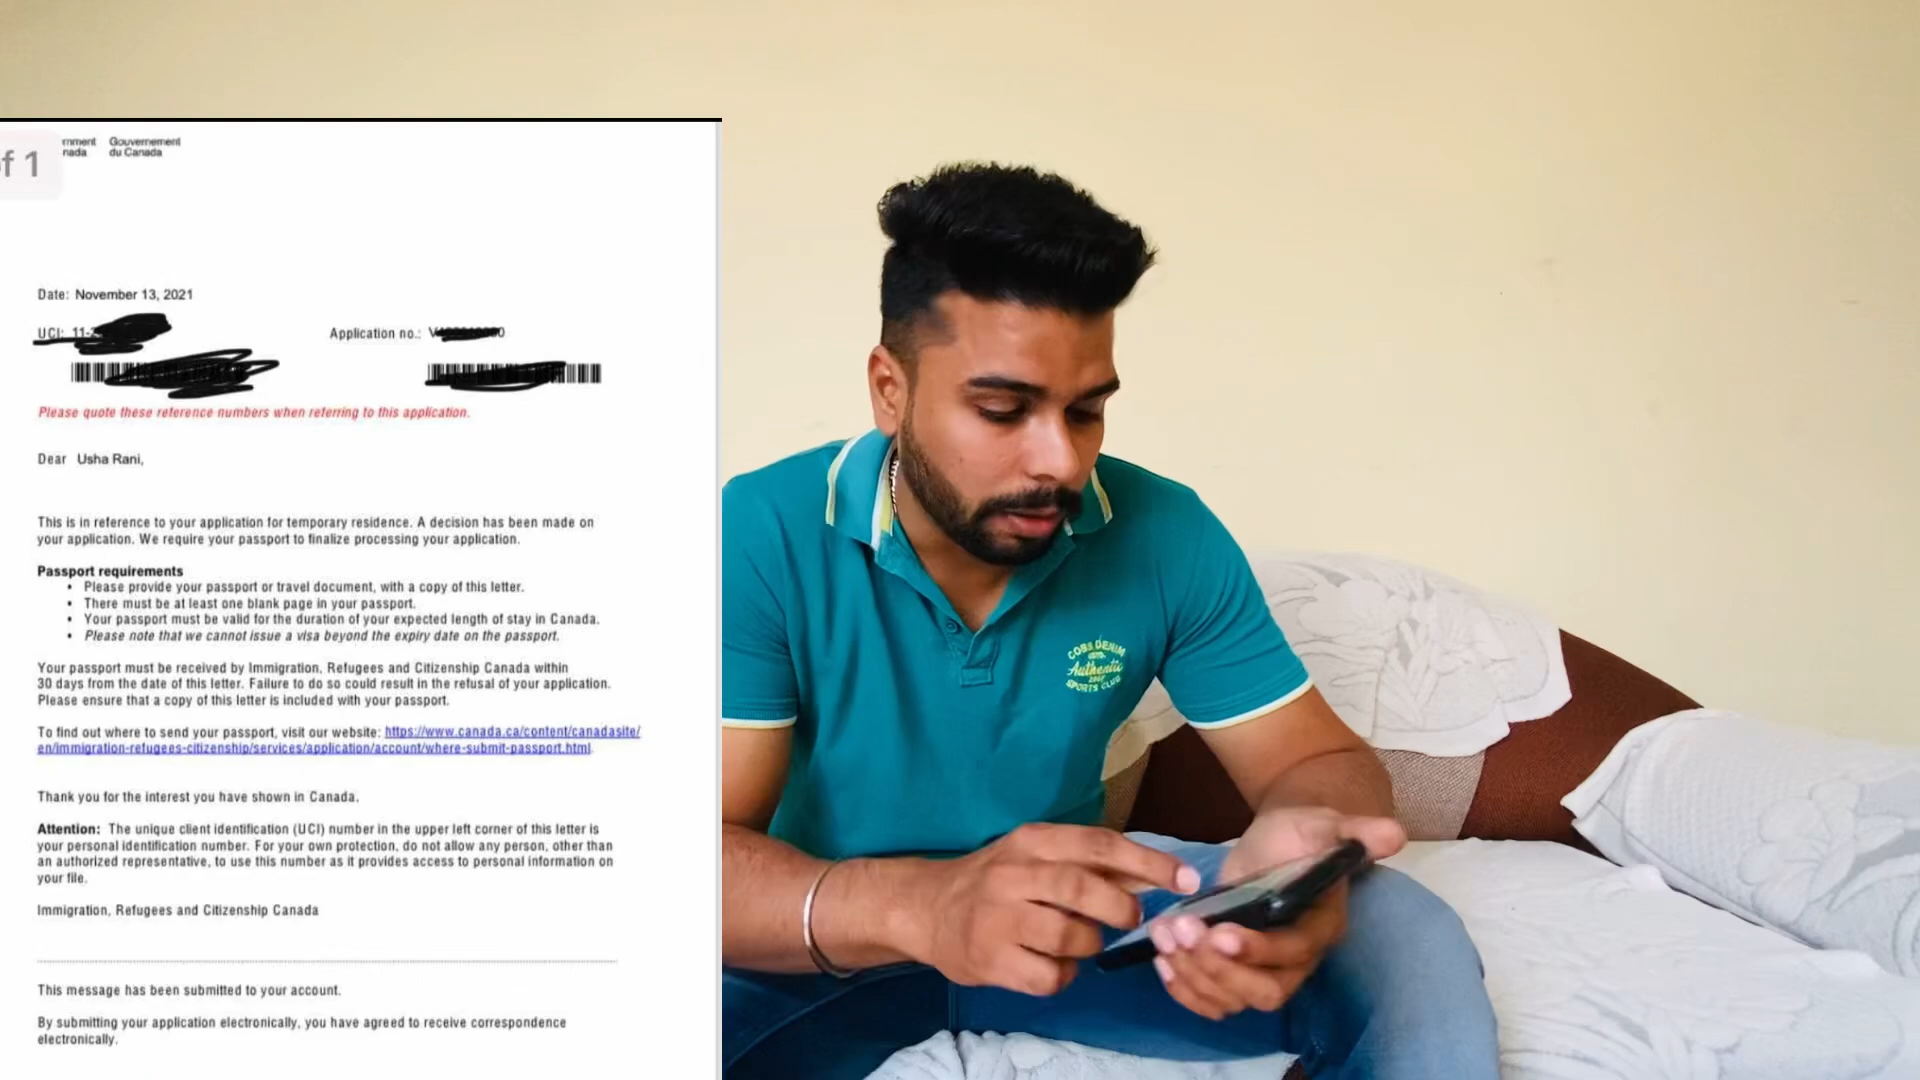 of 1
Gouvernement
du Canada
Date: November 13, 2021
UCI: 11-
Application no.:
Please quote these reference numbers when referring to this application.
Dear Usha Rani,
This is in reference to your application for temporary residence. A decision has been made on
your application. We require your passport to finalize processing your application.
Passport requirements
• Please provide your passport or travel document, with a copy of this letter.
• There must be at least one blank page in your passport.
• Your passport must be valid for the duration of your expected length of stay in Canada.
• Please note that we cannot issue a visa beyond the expiry date on the passport.
Your passport must be received by Immigration, Refugees and Citizenship Canada within
30 days from the date of this letter. Failure to do so could result in the refusal of your application.
Please ensure that a copy of this letter is included with your passport.
To find out where to send your passport, visit our website: https://www.canada.ca/content/canadasite/
en/immigration-refugees-citizenship/services/application/account/where-submit-passport.html.
Thank you for the interest you have shown in Canada.
Attention: The unique client identification (UCI) number in the upper left corner of this letter is
your personal identification number. For your own protection, do not allow any person, other than
an authorized representative, to use this number as it provides access to personal information on
your file.
Immigration, Refugees and Citizenship Canada
This message has been submitted to your account.
By submitting your application electronically, you have agreed to receive correspondence
electronically.
DENIM
Authentic
SPORTS CLUB